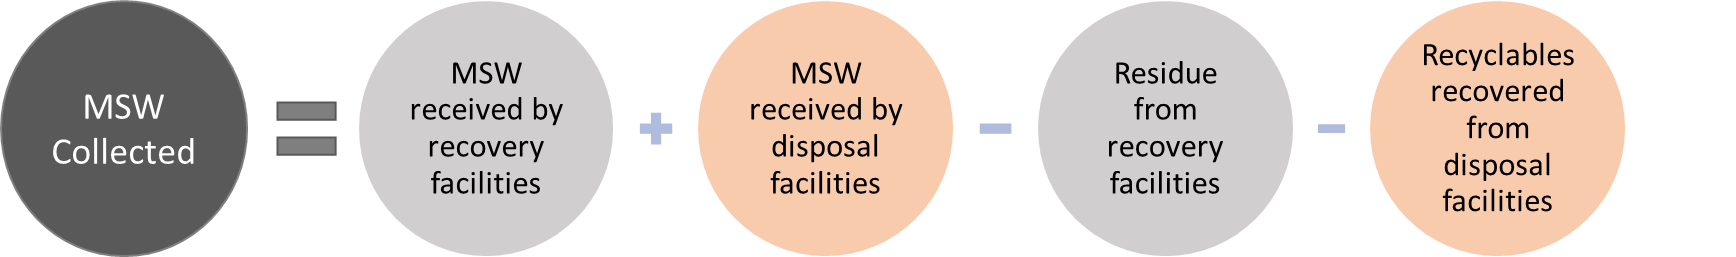 MSW
Collected
=
MSW
received by
recovery
facilities
+
MSW
received by
disposal
facilities
-
Residue
from
recovery
facilities
-
Recyclables
recovered
from
disposal
facilities